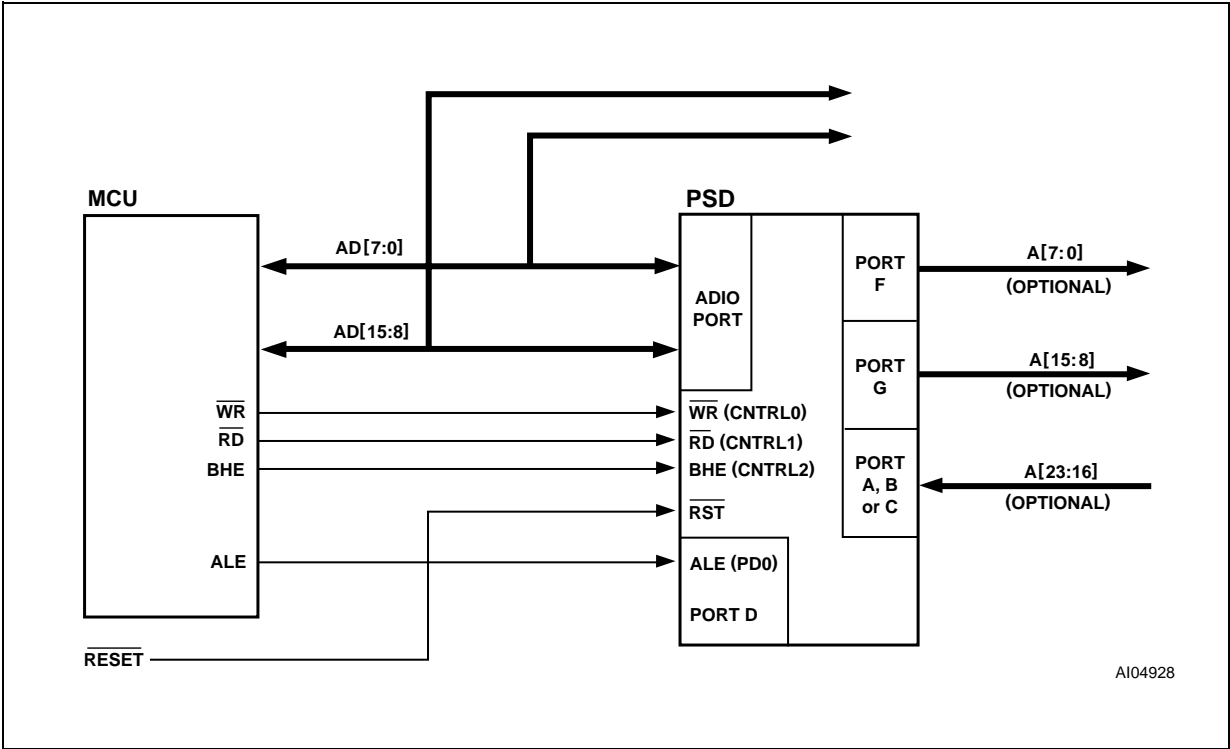 MCU
PSD
AD[7:0]
AD[15:8]
WR
RD
BHE
ALE
RESET
ADIO
PORT
WR (CNTRL0)
RD (CNTRL1)
BHE (CNTRL2)
RST
ALE (PD0)
PORT D
PORT
F
PORT
G
PORT
A, B
or C
A[7:0]
(OPTIONAL)
A[15:8]
(OPTIONAL)
A[23:16]
(OPTIONAL)
AI04928